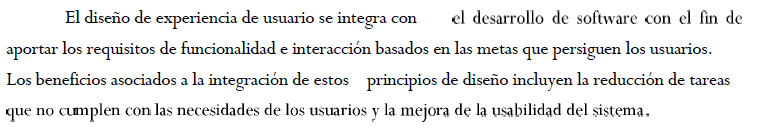 El diseño de experiencia de usuario se integra con el desarrollo de software con el fin de
aportar los requisitos de funcionalidad e interacción basados en las metas que persiguen los usuarios.
Los beneficios asociados a la integración de estos principios de diseño incluyen la reducción de tareas
que no cumplen con las necesidades de los usuarios y la mejora de la usabilidad del sistema.